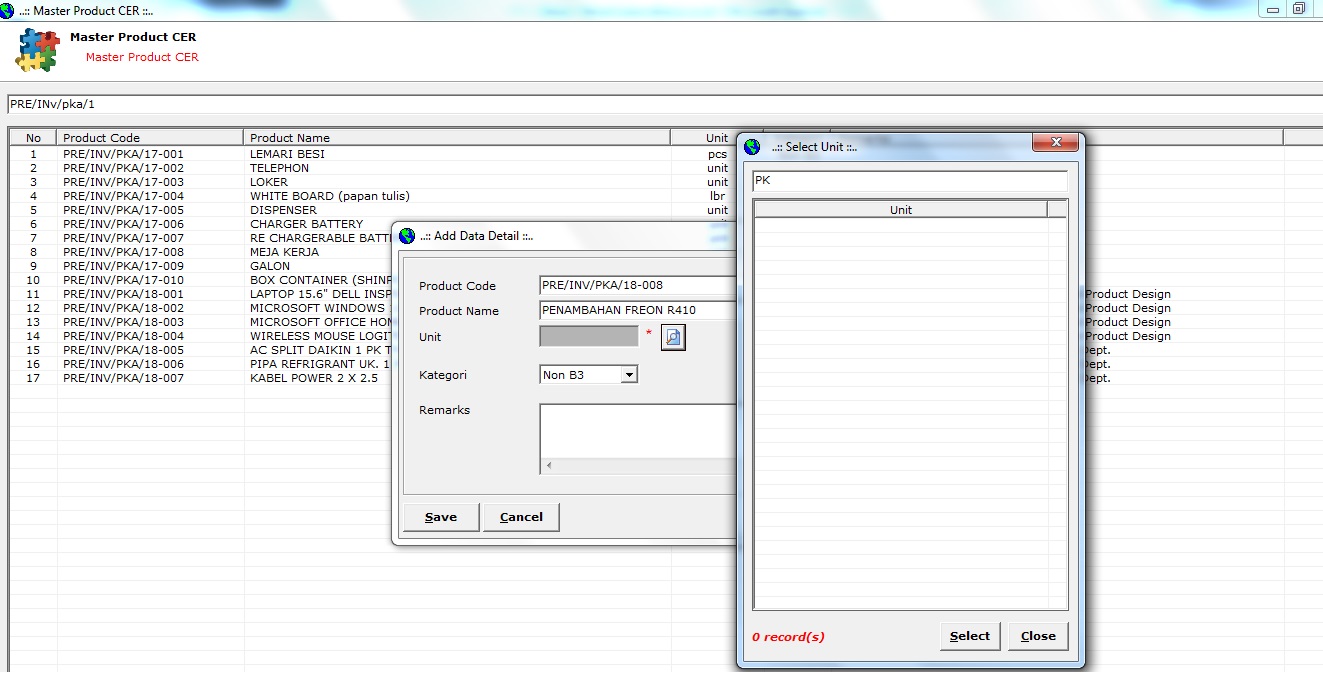 ..:: Master Product CER ::..
Master Product CER
Master Product CER
PRE/INv/pka/1
No Product Code Product Name Unit
1 PRE/INV/PKA/17-001 LEMARI BESI pcs
2 PRE/INV/PKA/17-002 TELEPHON unit
3 PRE/INV/PKA/17-003 LOKER unit
4 PRE/INV/PKA/17-004 WHITE BOARD (papan tulis) lbr
5 PRE/INV/PKA/17-005 DISPENSER unit
6 PRE/INV/PKA/17-006 CHARGER BATTERY
7 PRE/INV/PKA/17-007 RE CHARGERABLE BATT
8 PRE/INV/PKA/17-008 MEJA KERJA
9 PRE/INV/PKA/17-009 GALON
10 PRE/INV/PKA/17-010 BOX CONTAINER (SHINP
11 PRE/INV/PKA/18-001 LAPTOP 15.6" DELL INSP Product Design
12 PRE/INV/PKA/18-002 MICROSOFT WINDOWS Product Design
13 PRE/INV/PKA/18-003 MICROSOFT OFFICE HOM Product Design
14 PRE/INV/PKA/18-004 WIRELESS MOUSE LOGIT Product Design
15 PRE/INV/PKA/18-005 AC SPLIT DAIKIN 1 PK T Dept.
16 PRE/INV/PKA/18-006 PIPA REFRIGRANT UK. 1 Dept.
17 PRE/INV/PKA/18-007 KABEL POWER 2 X 2.5 Dept.
..:: Add Data Detail ::..
Product Code PRE/INV/PKA/18-008
Product Name PENAMBAHAN FREON R410
Unit *
Kategori Non B3
Remarks
Save Cancel
..:: Select Unit ::..
PK
Unit
0 record(s) Select Close